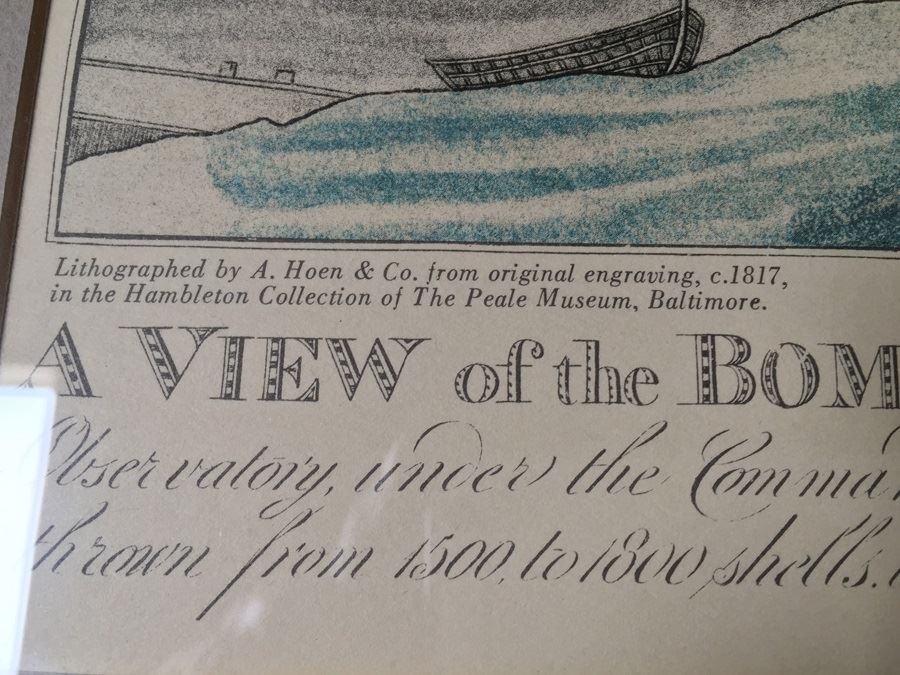 Lithographed by A. Hoen & Co. from original engraving, c.1817,
in the Hambleton Collection of The Peale Museum, Baltimore.
A VIEW of the BOM
Observatory, under the Comma
thrown from 1500, to 1800 shells.